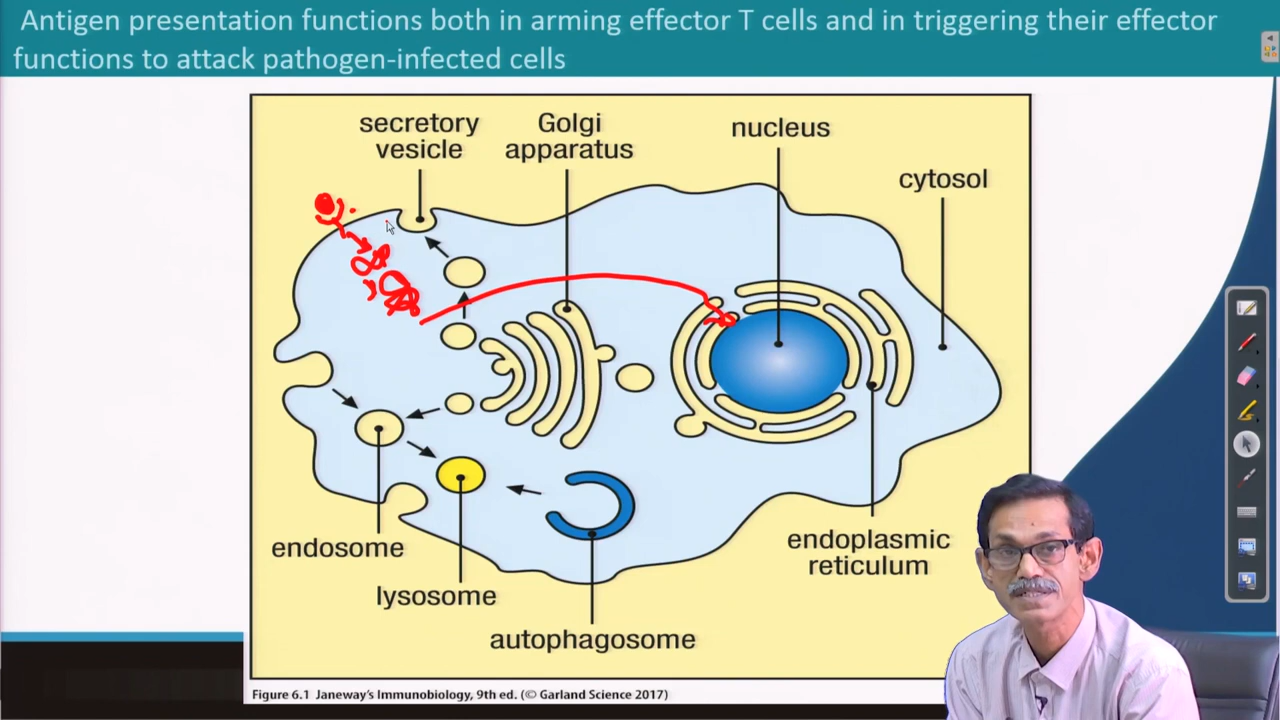 Antigen presentation functions both in arming effector T cells and in triggering their effector
functions to attack pathogen-infected cells
secretory
vesicle
Golgi
apparatus
nucleus
cytosol
endosome
lysosome
autophagosome
endoplasmic
reticulum
Figure 6.1 Janeway's Immunobiology, 9th ed. (© Garland Science 2017)